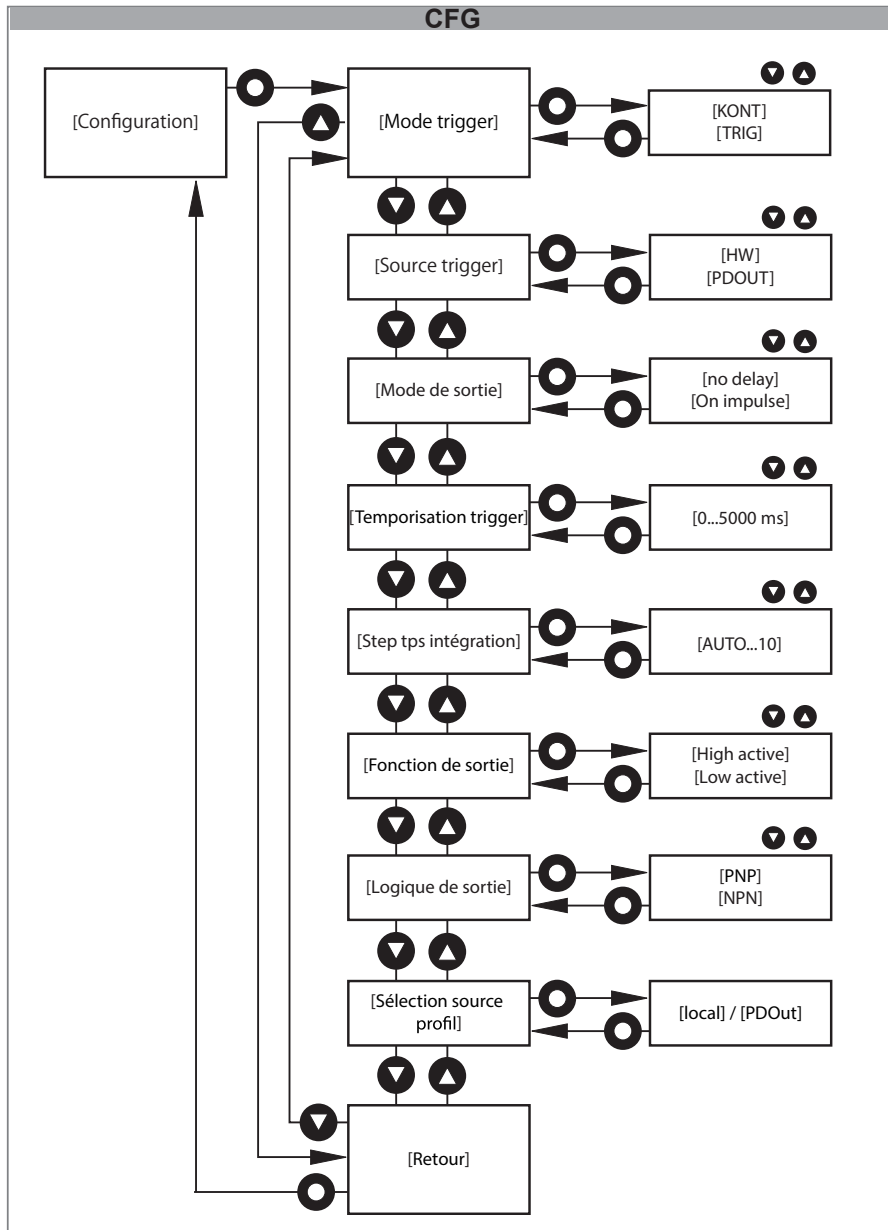 CFG
[Configuration]
[Mode trigger]
[KONT]
[TRIG]
[Source trigger]
[HW]
[PDOUT]
[Mode de sortie]
[no delay]
[On impulse]
[Temporisation trigger]
[0...5000 ms]
[Step tps intégration]
[AUTO...10]
[Fonction de sortie]
[High active]
[Low active]
[Logique de sortie]
[PNP]
[NPN]
[Sélection source
profil]
[local] / [PDOut]
[Retour]